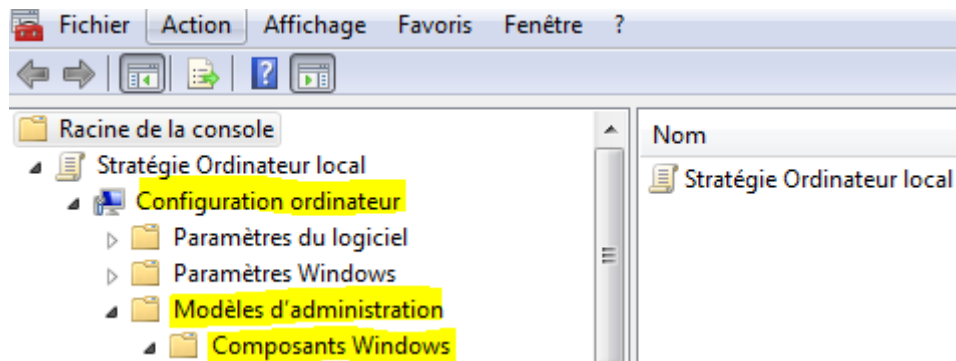 Fichier Action Affichage Favoris Fenêtre ?
Racine de la console
Nom
Stratégie Ordinateur local
Stratégie Ordinateur local
Configuration ordinateur
Paramètres du logiciel
Paramètres Windows
Modèles d'administration
Composants Windows